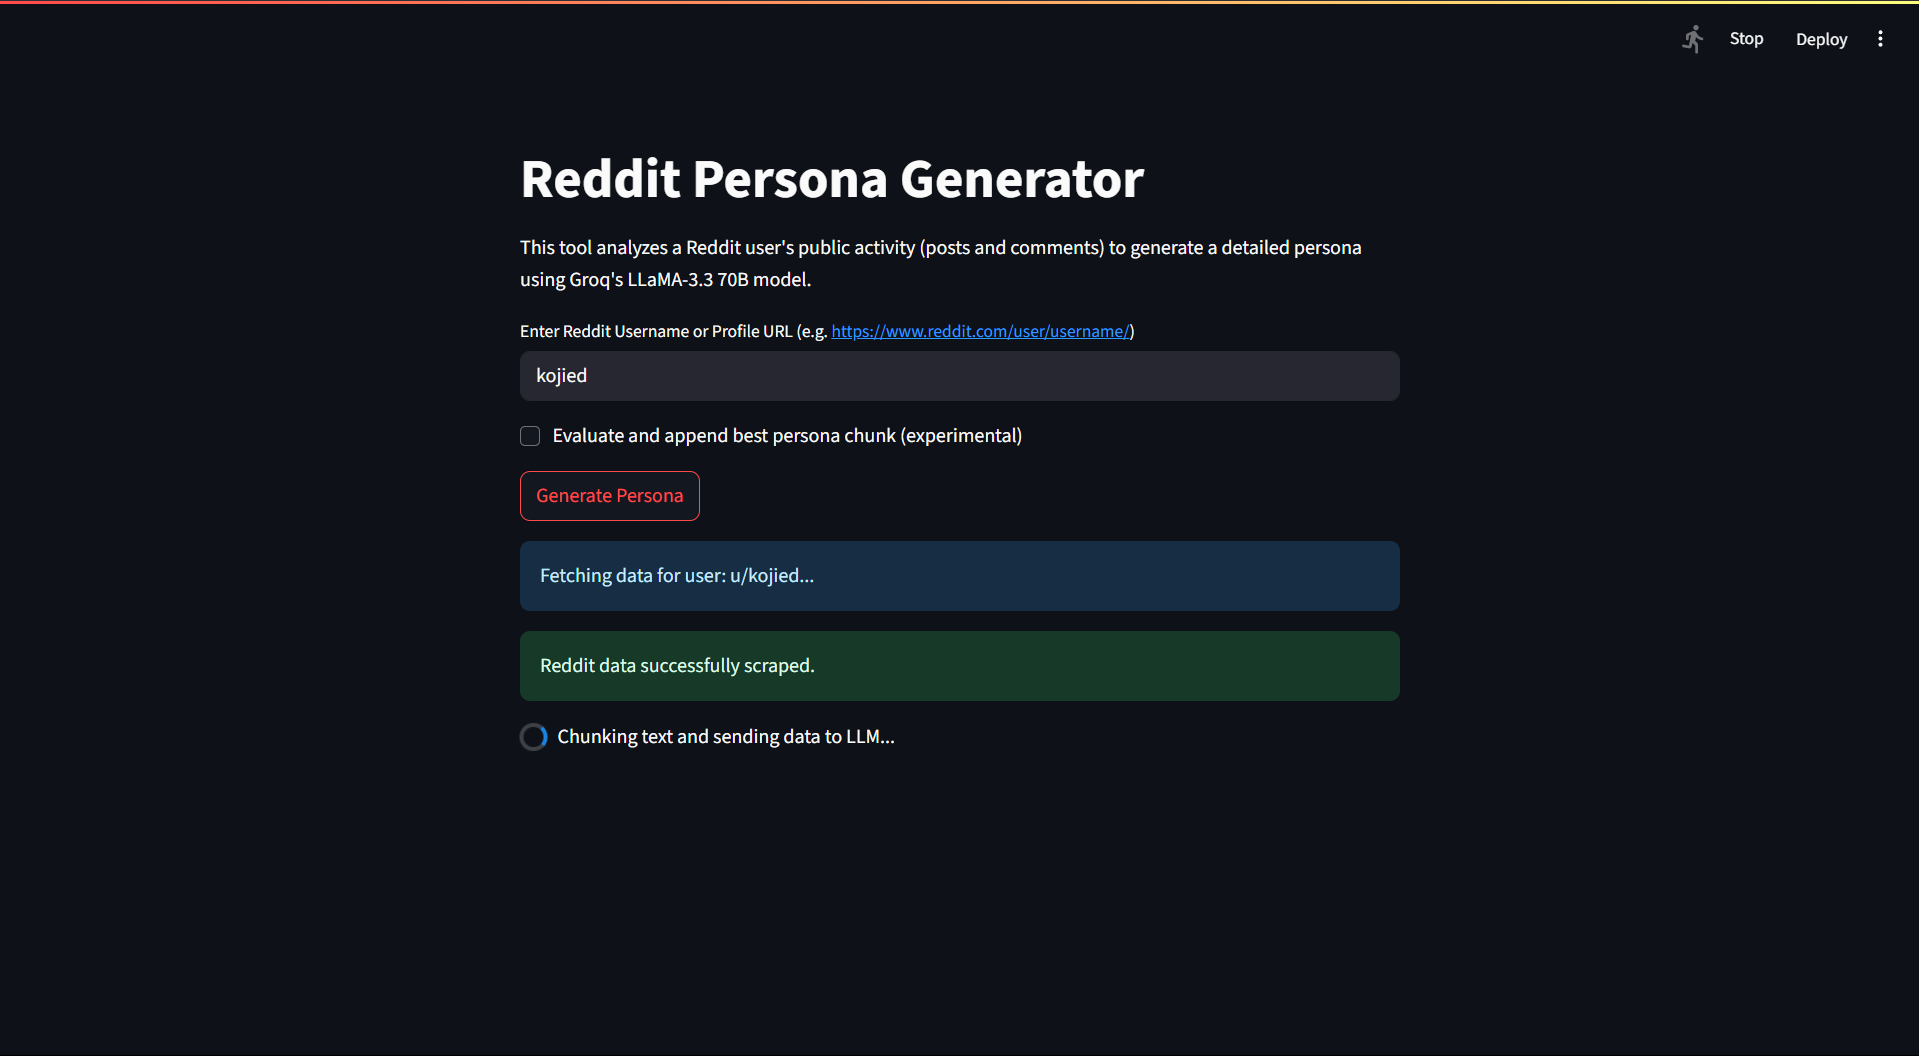 Stop Deploy
Reddit Persona Generator
This tool analyzes a Reddit user's public activity (posts and comments) to generate a detailed persona
using Groq's LLaMA-3.3 70B model.
Enter Reddit Username or Profile URL (e.g. https://www.reddit.com/user/username/)
kojied
Evaluate and append best persona chunk (experimental)
Generate Persona
Fetching data for user: u/kojied...
Reddit data successfully scraped.
Chunking text and sending data to LLM...